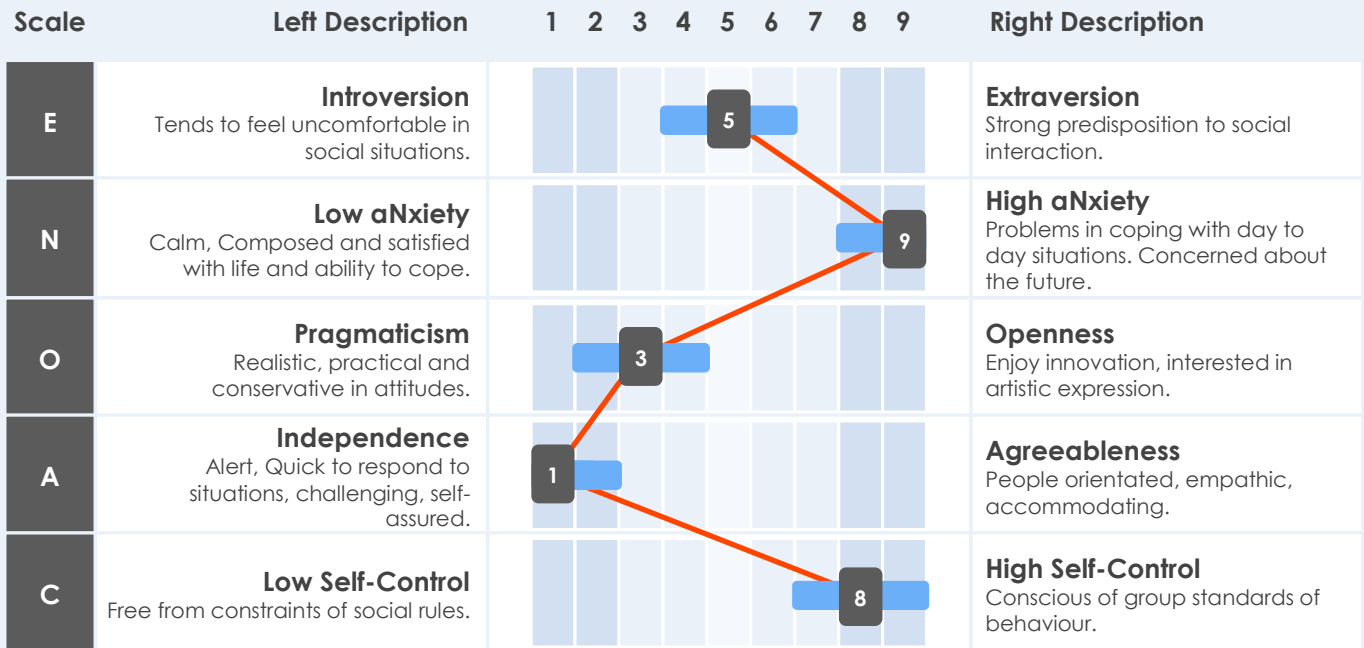 Scale Left Description 1 2 3 4 5 6 7 8 9 Right Description
E
Introversion
Tends to feel uncomfortable in
social situations.
5
Extraversion
Strong predisposition to social
interaction.
N
Low aNxiety
Calm, Composed and satisfied
with life and ability to cope.
9
High aNxiety
Problems in coping with day to
day situations. Concerned about
the future.
O
Pragmaticism
Realistic, practical and
conservative in attitudes.
3
Openness
Enjoy innovation, interested in
artistic expression.
A
Independence
Alert, Quick to respond to
situations, challenging, self-
assured.
1
Agreeableness
People orientated, empathic,
accommodating.
C
Low Self-Control
Free from constraints of social rules.
8
High Self-Control
Conscious of group standards of
behaviour.